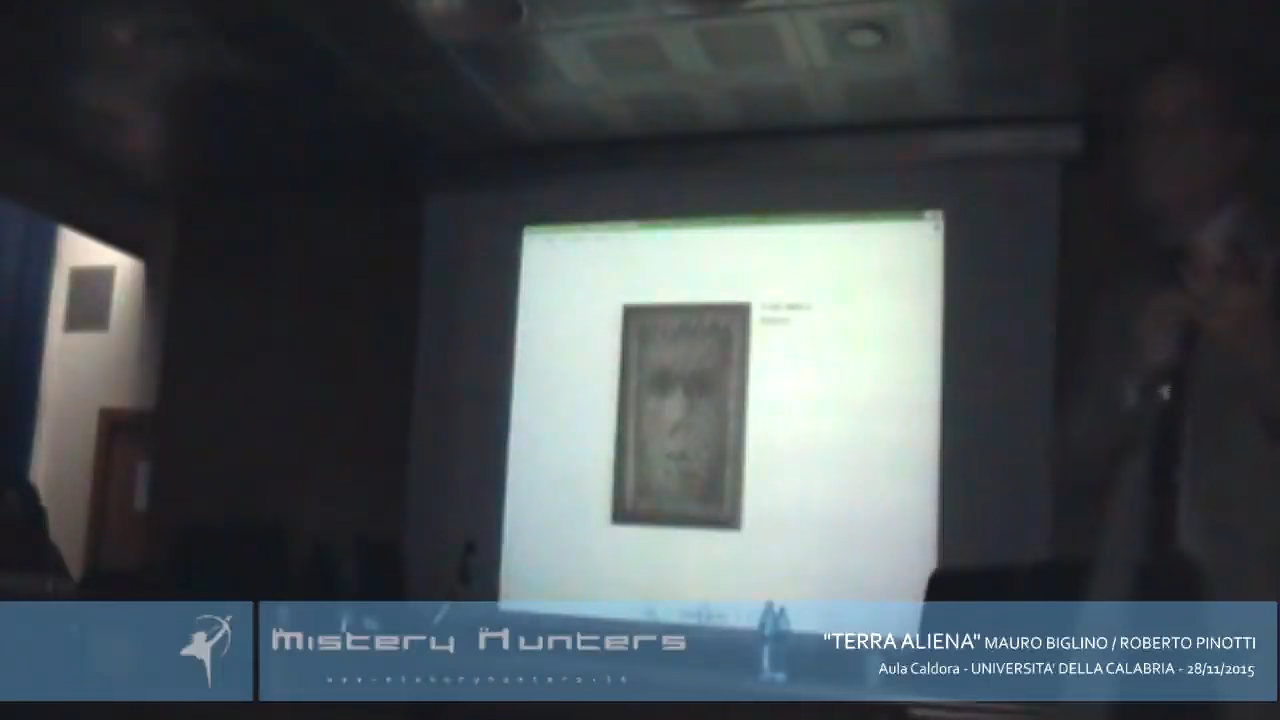 Mistery Hunters
"TERRA ALIENA" MAURO BIGLINO / ROBERTO PINOTTI
Aula Caldora - UNIVERSITA' DELLA CALABRIA - 28/11/2015